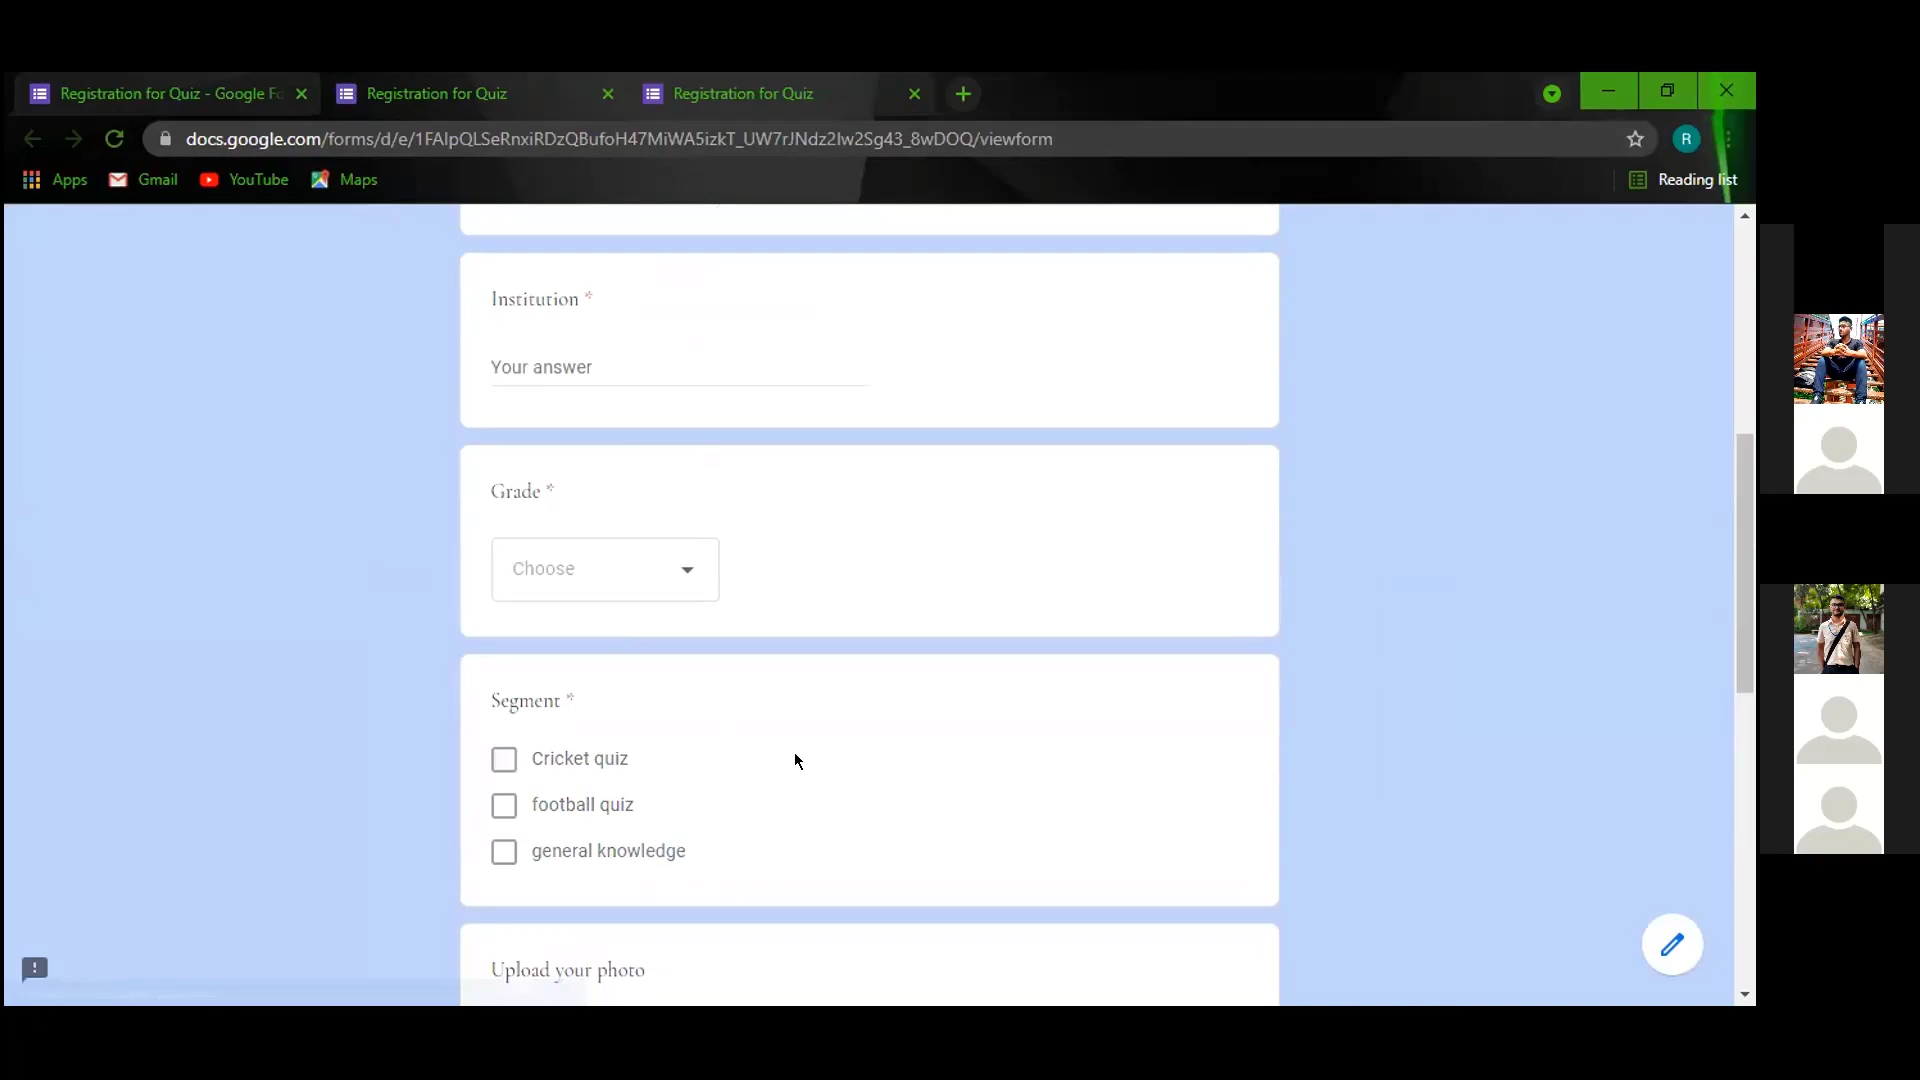 Registration for Quiz - Google Fo
Registration for Quiz
Registration for Quiz
docs.google.com/forms/d/e/1FAIpQLSeRnxiRDzQBufoH47MiWA5izkT_UW7rJNdz2Iw2Sg43_8wDOQ/viewform
R
Apps
Gmail
YouTube
Maps
Reading list
Institution *
Your answer
Grade *
Choose
Segment *
Cricket quiz
football quiz
general knowledge
Upload your photo